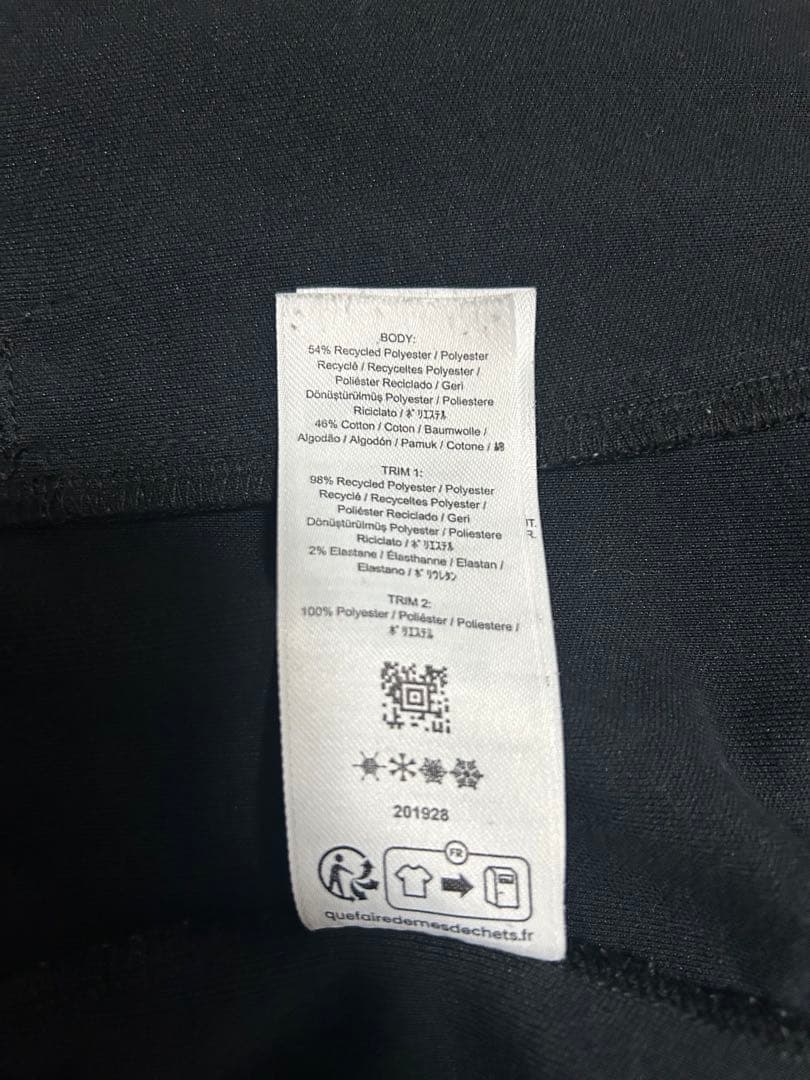 BODY:
54% Recycled Polyester / Polyester
Recyclé / Recyceltes Polyester /
Poliéster Reciclado / Geri
Dönüştürülmüş Polyester / Poliestere
Riciclato / ポリエステル
46% Cotton / Coton / Baumwolle /
Algodão / Algodón / Pamuk / Cotone / 綿
TRIM 1:
98% Recycled Polyester / Polyester
Recyclé / Recyceltes Polyester /
Poliéster Reciclado / Geri
Dönüştürülmüş Polyester / Poliestere
Riciclato / ポリエステル
2% Elastane / Élasthanne / Elastan /
Elastano / ポリウレタン
TRIM 2:
100% Polyester / Poliéster / Poliestere /
ポリエステル
201928
FR
quefairedemesdechets.fr
IT.
R.